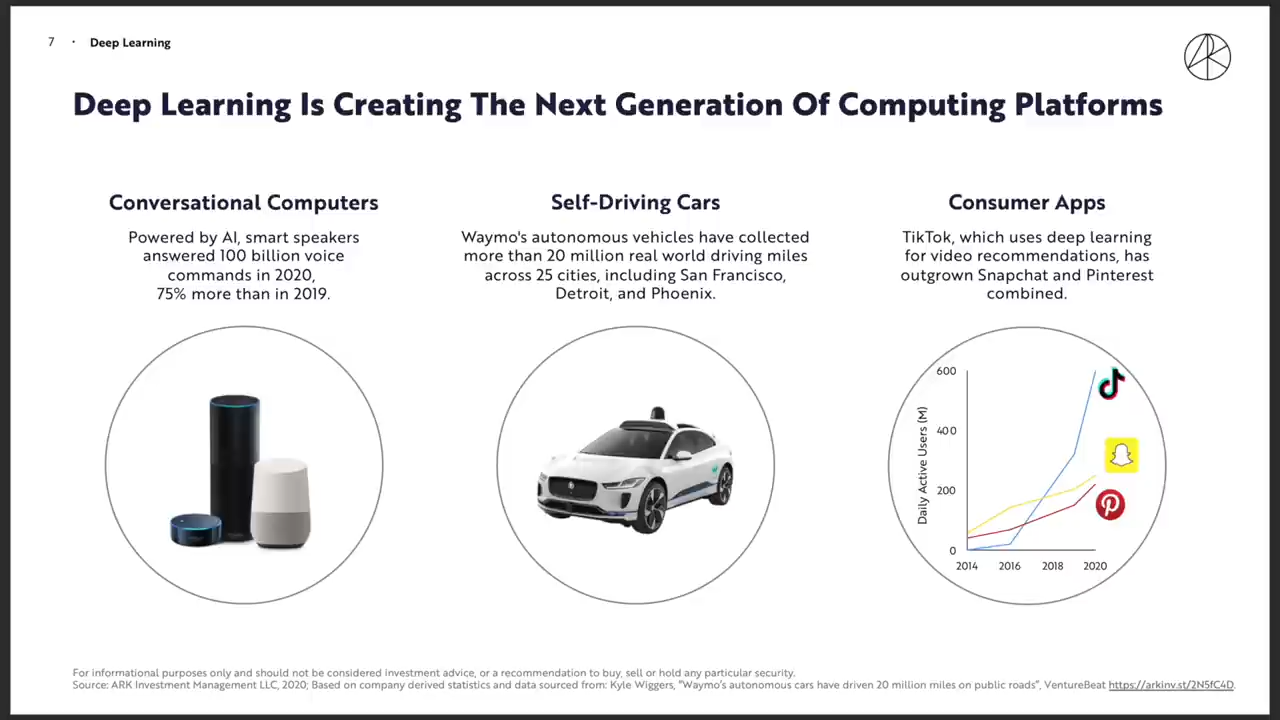 7 · Deep Learning
ARK
Deep Learning Is Creating The Next Generation Of Computing Platforms
Conversational Computers
Powered by AI, smart speakers
answered 100 billion voice
commands in 2020,
75% more than in 2019.
Self-Driving Cars
Waymo's autonomous vehicles have collected
more than 20 million real world driving miles
across 25 cities, including San Francisco,
Detroit, and Phoenix.
Consumer Apps
TikTok, which uses deep learning
for video recommendations, has
outgrown Snapchat and Pinterest
combined.
Daily Active Users (M)
600
400
200
0
2014 2016 2018 2020
For informational purposes only and should not be considered investment advice, or a recommendation to buy, sell or hold any particular security.
Source: ARK Investment Management LLC, 2020; Based on company derived statistics and data sourced from: Kyle Wiggers, "Waymo's autonomous cars have driven 20 million miles on public roads", VentureBeat https://arkinv.st/2N5fC4D.